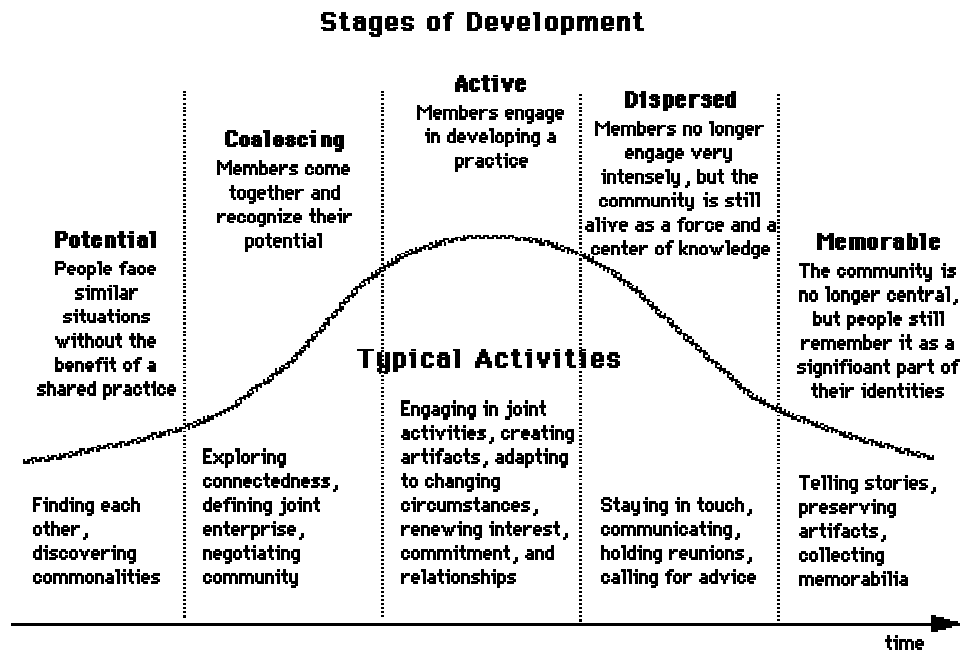 Stages of Development
Potential
People face
similar
situations
without the
benefit of a
shared practice
Coalescing
Members come
together and
recognize their
potential
Active
Members engage
in developing a
practice
Dispersed
Members no longer
engage very
intensely, but the
community is still
alive as a force and a
center of knowledge
Memorable
The community is
no longer central,
but people still
remember it as a
significant part of
their identities
Typical Activities
Finding each
other,
discovering
commonalities
Exploring
connectedness,
defining joint
enterprise,
negotiating
community
Engaging in joint
activities, creating
artifacts, adapting
to changing
circumstances,
renewing interest,
commitment, and
relationships
Staying in touch,
communicating,
holding reunions,
calling for advice
Telling stories,
preserving
artifacts,
collecting
memorabilia
time